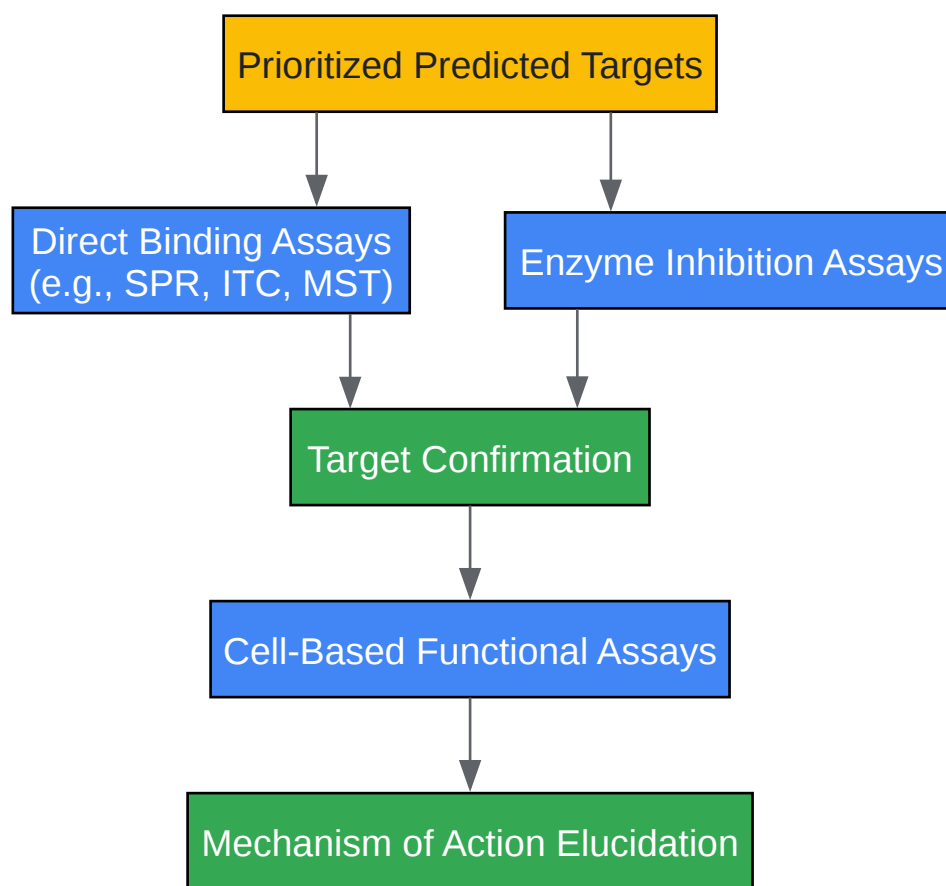 Prioritized Predicted Targets
Direct Binding Assays
(e.g., SPR, ITC, MST)
Enzyme Inhibition Assays
Target Confirmation
Cell-Based Functional Assays
Mechanism of Action Elucidation